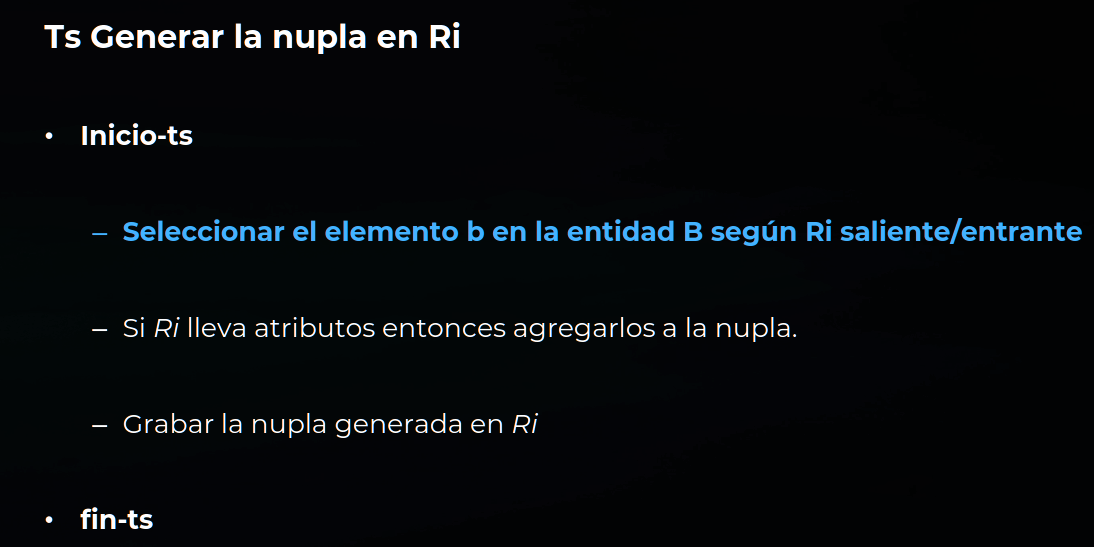 Ts Generar la nupla en Ri
• Inicio-ts
– Seleccionar el elemento b en la entidad B según Ri saliente/entrante
– Si Ri lleva atributos entonces agregarlos a la nupla.
– Grabar la nupla generada en Ri
• fin-ts